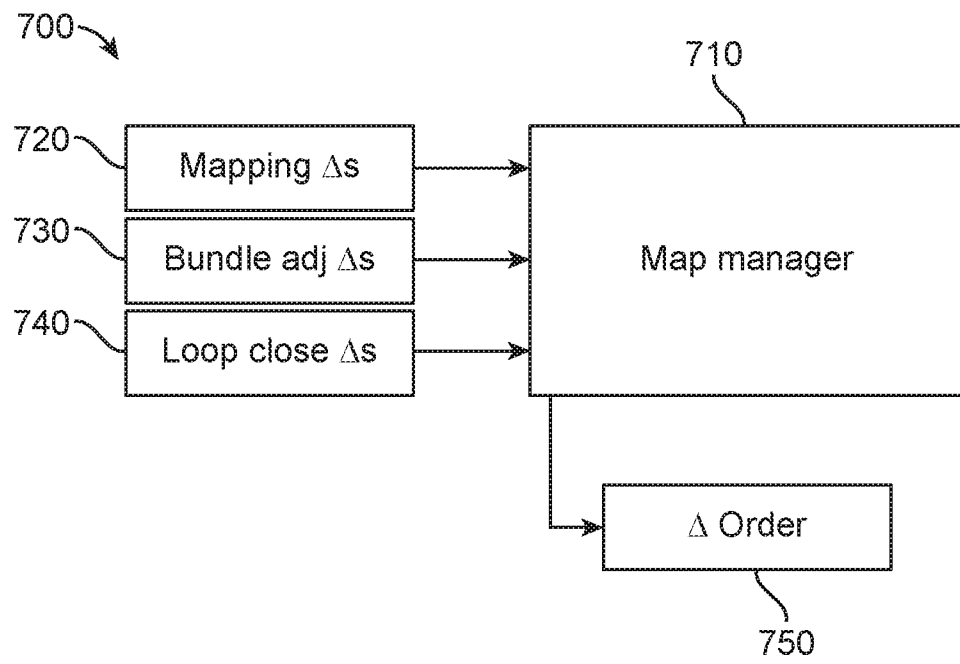 700
710
720
Mapping Δs
730
Bundle adj Δs
Map manager
740
Loop close Δs
Δ Order
750